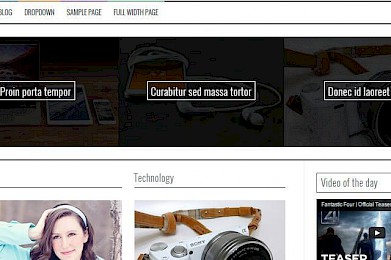 BLOG DROPDOWN SAMPLE PAGE FULL WIDTH PAGE
Proin porta tempor Curabitur sed massa tortor Donec id laoreet
Technology Video of the day
Fantastic Four | Official Teaser
SONY
TEASER